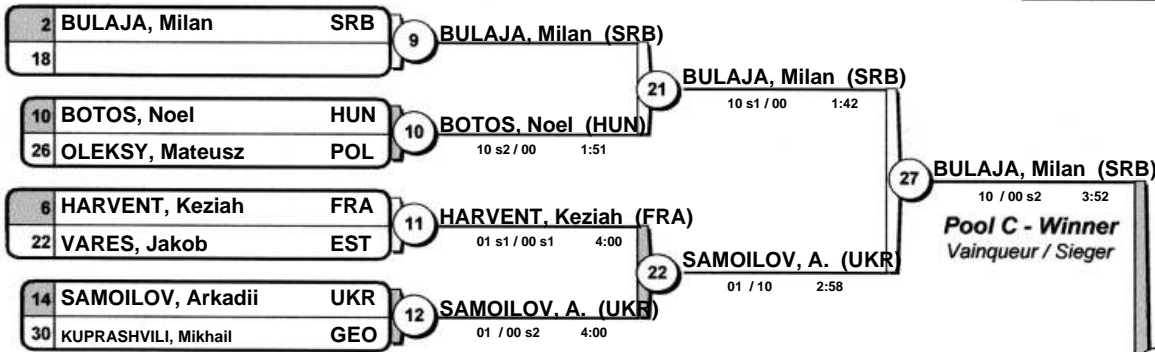 2 BULAJA, Milan SRB
18
9
BULAJA, Milan (SRB)
10 BOTOS, Noel HUN
26 OLEKSY, Mateusz POL
10
BOTOS, Noel (HUN)
10 s2 / 00 1:51
21
BULAJA, Milan (SRB)
10 s1 / 00 1:42
6 HARVENT, Keziah FRA
22 VARES, Jakob EST
11
HARVENT, Keziah (FRA)
01 s1 / 00 s1 4:00
14 SAMOILOV, Arkadii UKR
30 KUPRASHVILI, Mikhail GEO
12
SAMOILOV, A. (UKR)
01 / 00 s2 4:00
22
SAMOILOV, A. (UKR)
01 / 10 2:58
27
BULAJA, Milan (SRB)
10 / 00 s2 3:52
Pool C - Winner
Vainqueur / Sieger